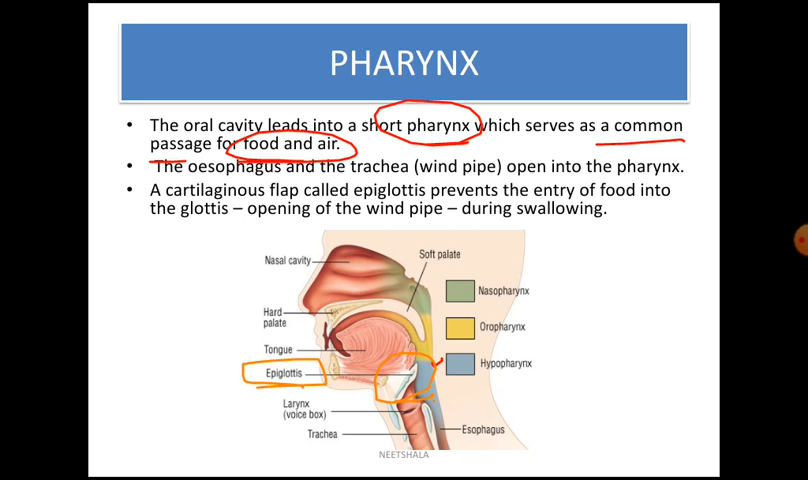 PHARYNX
• The oral cavity leads into a short pharynx which serves as a common
passage for food and air.
• The oesophagus and the trachea (wind pipe) open into the pharynx.
• A cartilaginous flap called epiglottis prevents the entry of food into
the glottis – opening of the wind pipe – during swallowing.
Nasal cavity
Soft palate
Nasopharynx
Hard
palate
Oropharynx
Tongue
Hypopharynx
Epiglottis
Larynx
(voice box)
Trachea
Esophagus
NEETSHALA